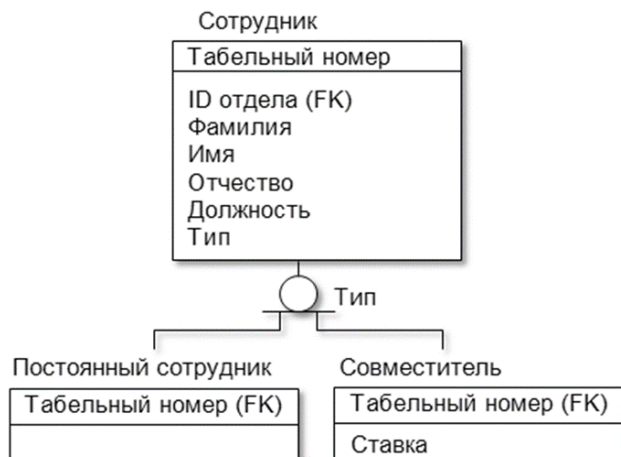 Сотрудник
Табельный номер
ID отдела (FK)
Фамилия
Имя
Отчество
Должность
Тип
Тип
Постоянный сотрудник
Табельный номер (FK)
Совместитель
Табельный номер (FK)
Ставка